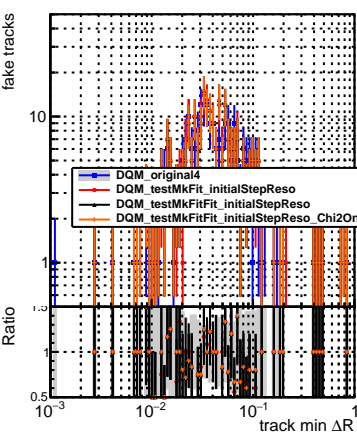 fake tracks
10
DQM_original4
DQM_testMkFit_initialStepReso
DQM_testMkFitFit_initialStepReso
DQM_testMkFitFit_initialStepReso_Chi2On
1
Ratio
1.5
1
0.5
10⁻³ 10⁻² 10⁻¹ 1
track min ΔR